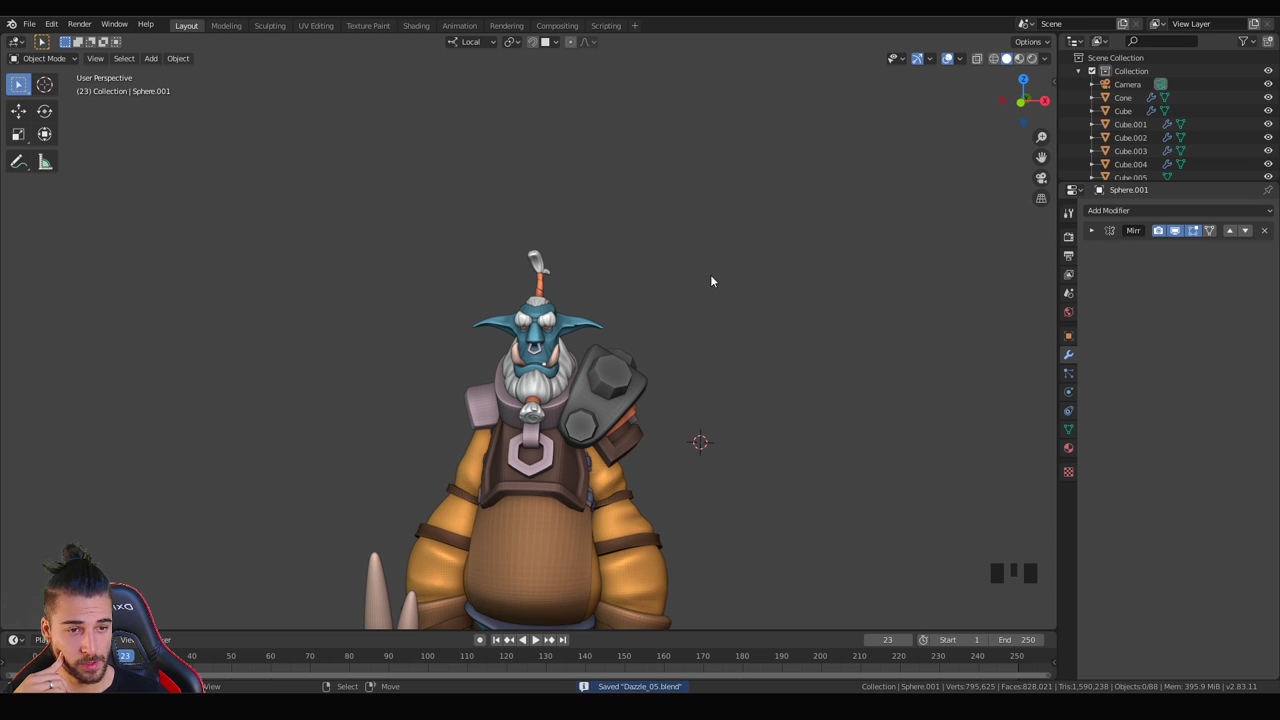 File Edit Render Window Help Layout Modeling Sculpting UV Editing Texture Paint Shading Animation Rendering Compositing Scripting + Scene View Layer
Local Options
Object Mode View Select Add Object
User Perspective
(23) Collection | Sphere.001
Z
X
Scene Collection
Collection
Camera
Cone
Cube
Cube.001
Cube.002
Cube.003
Cube.004
Cube.005
Sphere.001
Add Modifier
Mirr
23 Start 1 End 250
23 30 40 50 60 70 80 90 100 110 120 130 140 150 160 170 180 190 200 210 220 230 240 250
View Select Move Saved "Dazzle_05.blend" Collection | Sphere.001 | Verts:795,625 | Faces:828,021 | Tris:1,590,238 | Objects:0/88 | Mem: 395.9 MiB | v2.83.11